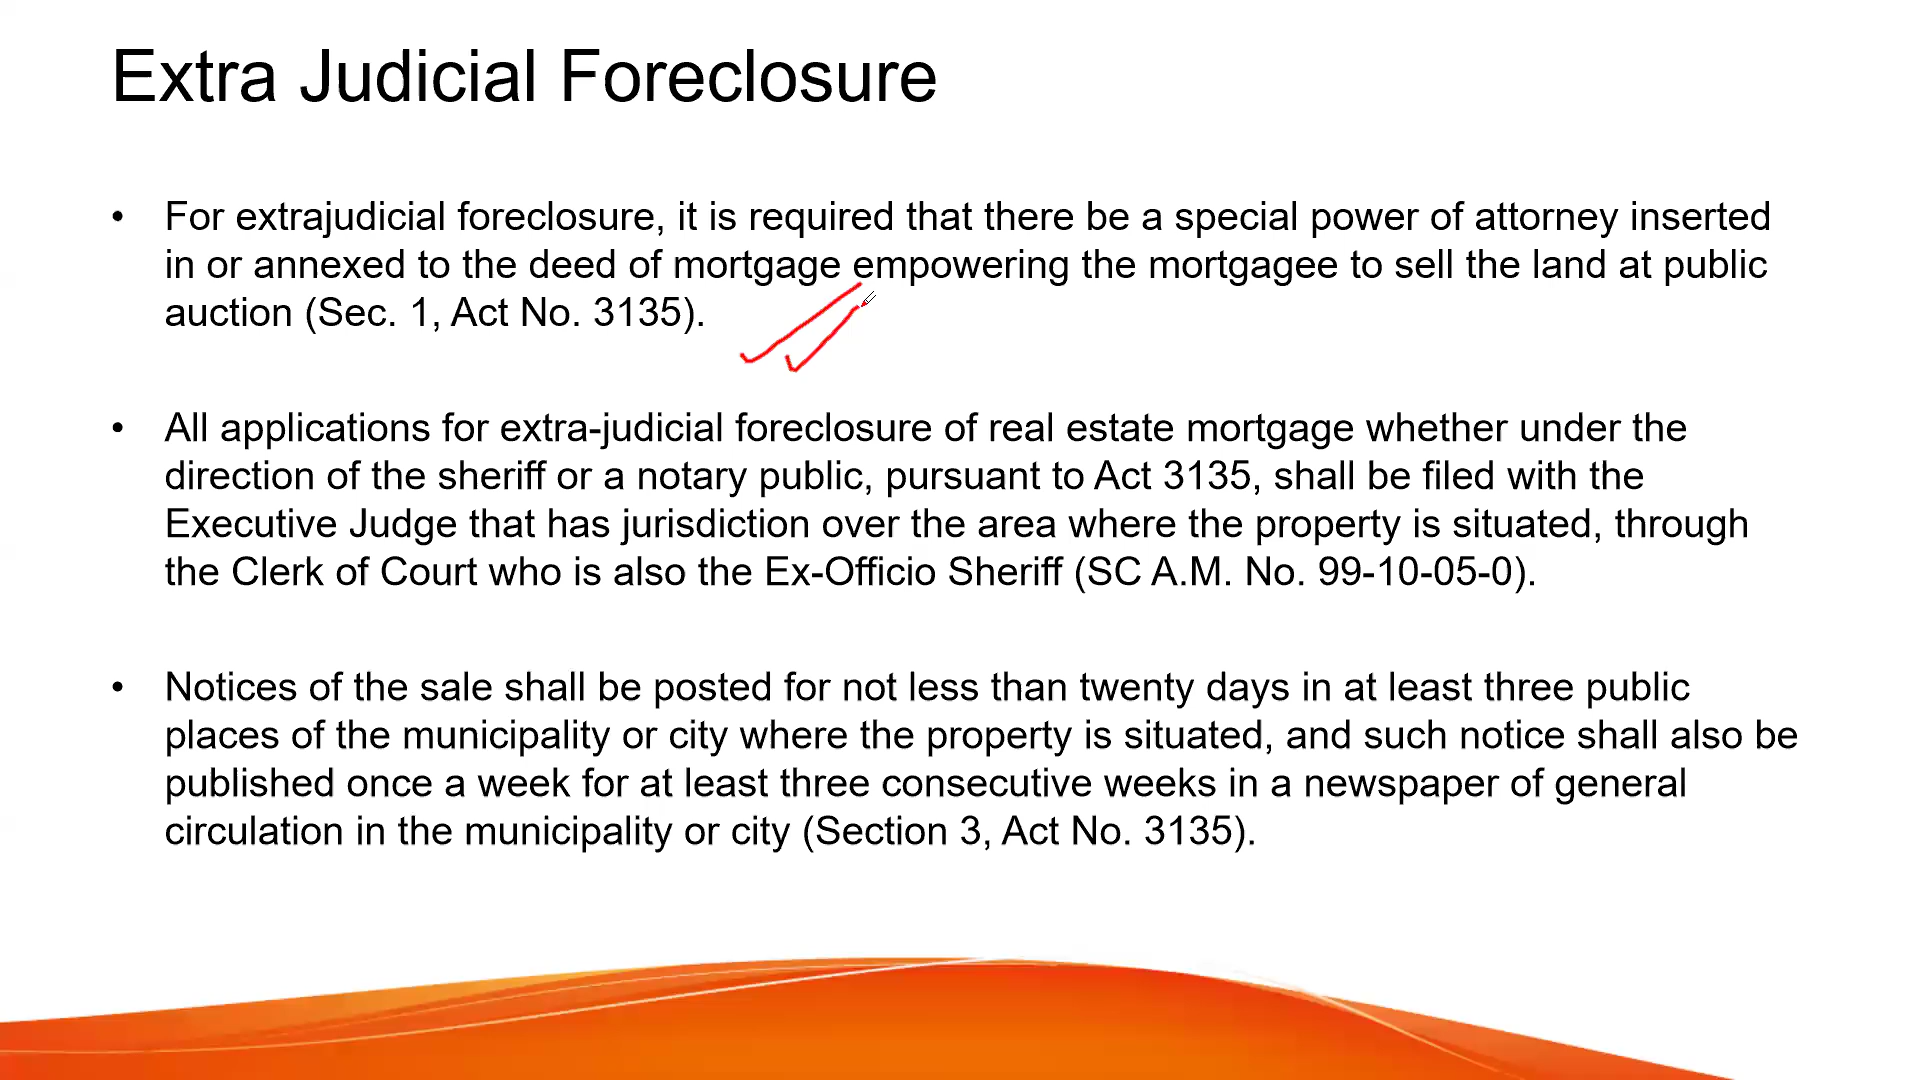 Extra Judicial Foreclosure
• For extrajudicial foreclosure, it is required that there be a special power of attorney inserted
in or annexed to the deed of mortgage empowering the mortgagee to sell the land at public
auction (Sec. 1, Act No. 3135).
• All applications for extra-judicial foreclosure of real estate mortgage whether under the
direction of the sheriff or a notary public, pursuant to Act 3135, shall be filed with the
Executive Judge that has jurisdiction over the area where the property is situated, through
the Clerk of Court who is also the Ex-Officio Sheriff (SC A.M. No. 99-10-05-0).
• Notices of the sale shall be posted for not less than twenty days in at least three public
places of the municipality or city where the property is situated, and such notice shall also be
published once a week for at least three consecutive weeks in a newspaper of general
circulation in the municipality or city (Section 3, Act No. 3135).